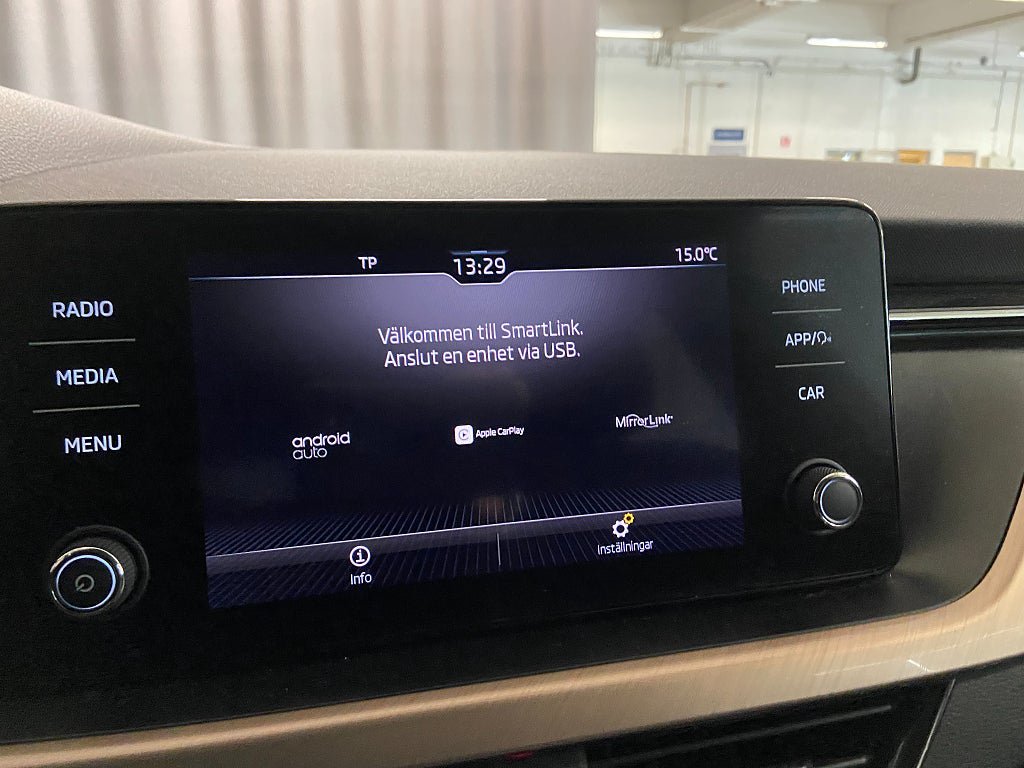 TP
13:29
15.0°C
RADIO
MEDIA
MENU
Välkommen till SmartLink.
Anslut en enhet via USB.
android
auto
Apple CarPlay
MirrorLink
Info
Inställningar
PHONE
APP/
CAR